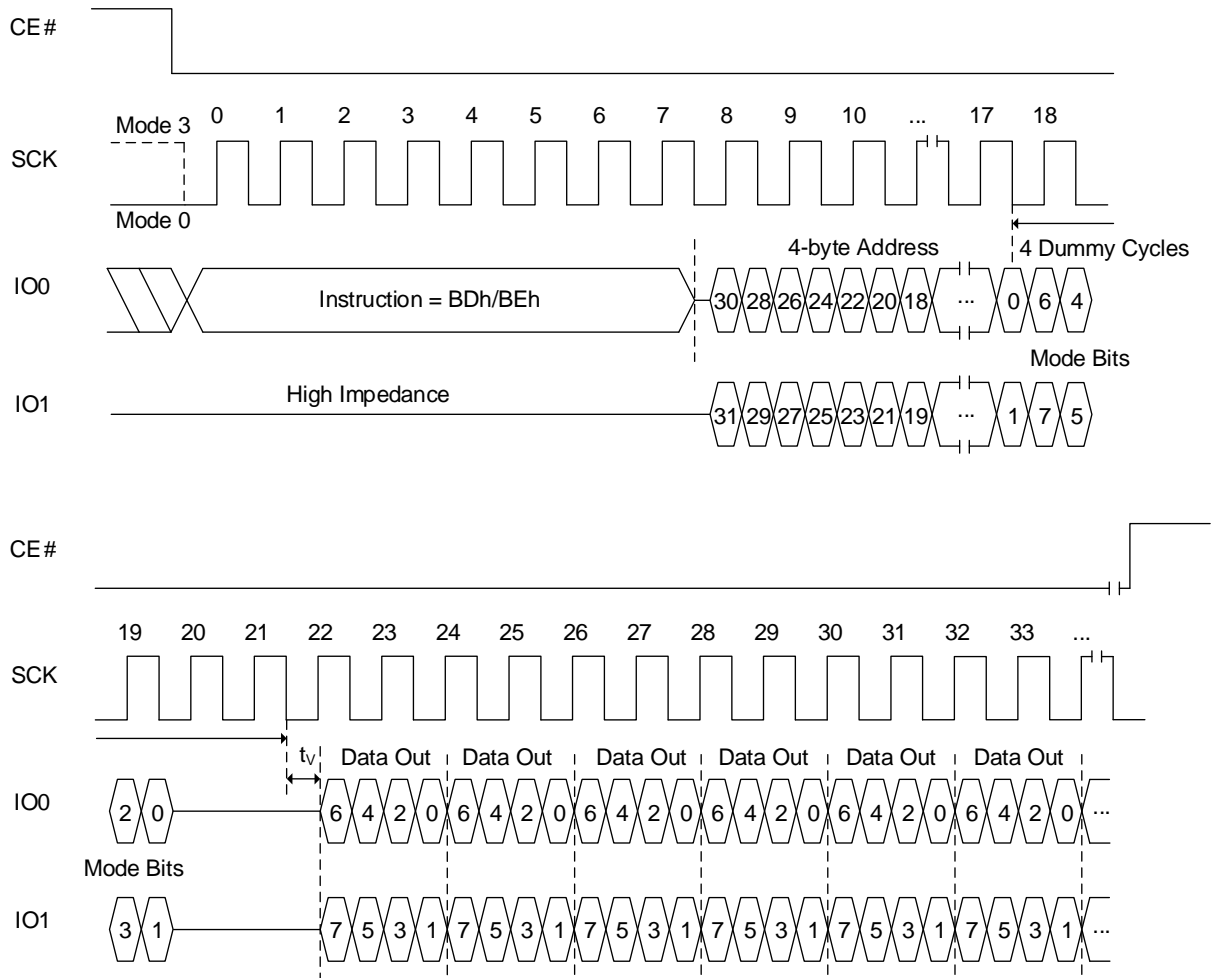 CE#
0 1 2 3 4 5 6 7 8 9 10 ... 17 18
Mode 3
SCK
Mode 0
4-byte Address 4 Dummy Cycles
IO0 Instruction = BDh/BEh 30 28 26 24 22 20 18 ... 0 6 4
Mode Bits
IO1 High Impedance 31 29 27 25 23 21 19 ... 1 7 5
CE#
19 20 21 22 23 24 25 26 27 28 29 30 31 32 33 ...
SCK
tV Data Out Data Out Data Out Data Out Data Out Data Out
IO0 2 0 6 4 2 0 6 4 2 0 6 4 2 0 6 4 2 0 6 4 2 0 6 4 2 0 ...
Mode Bits
IO1 3 1 7 5 3 1 7 5 3 1 7 5 3 1 7 5 3 1 7 5 3 1 7 5 3 1 ...